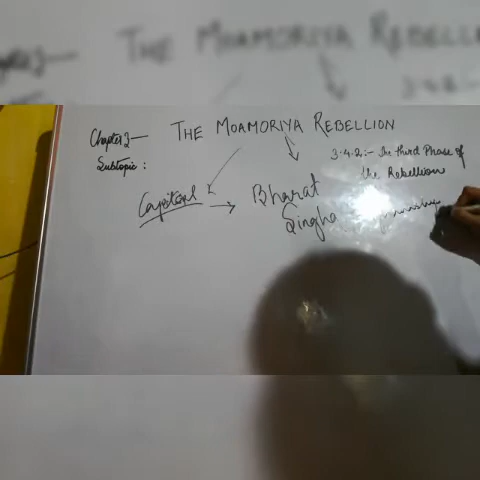 Chapter 3 — THE MOAMORIYA REBELLION
Subtopic :
3.4.2:- The third Phase of
the Rebellion
Capital → Bharat
Singha